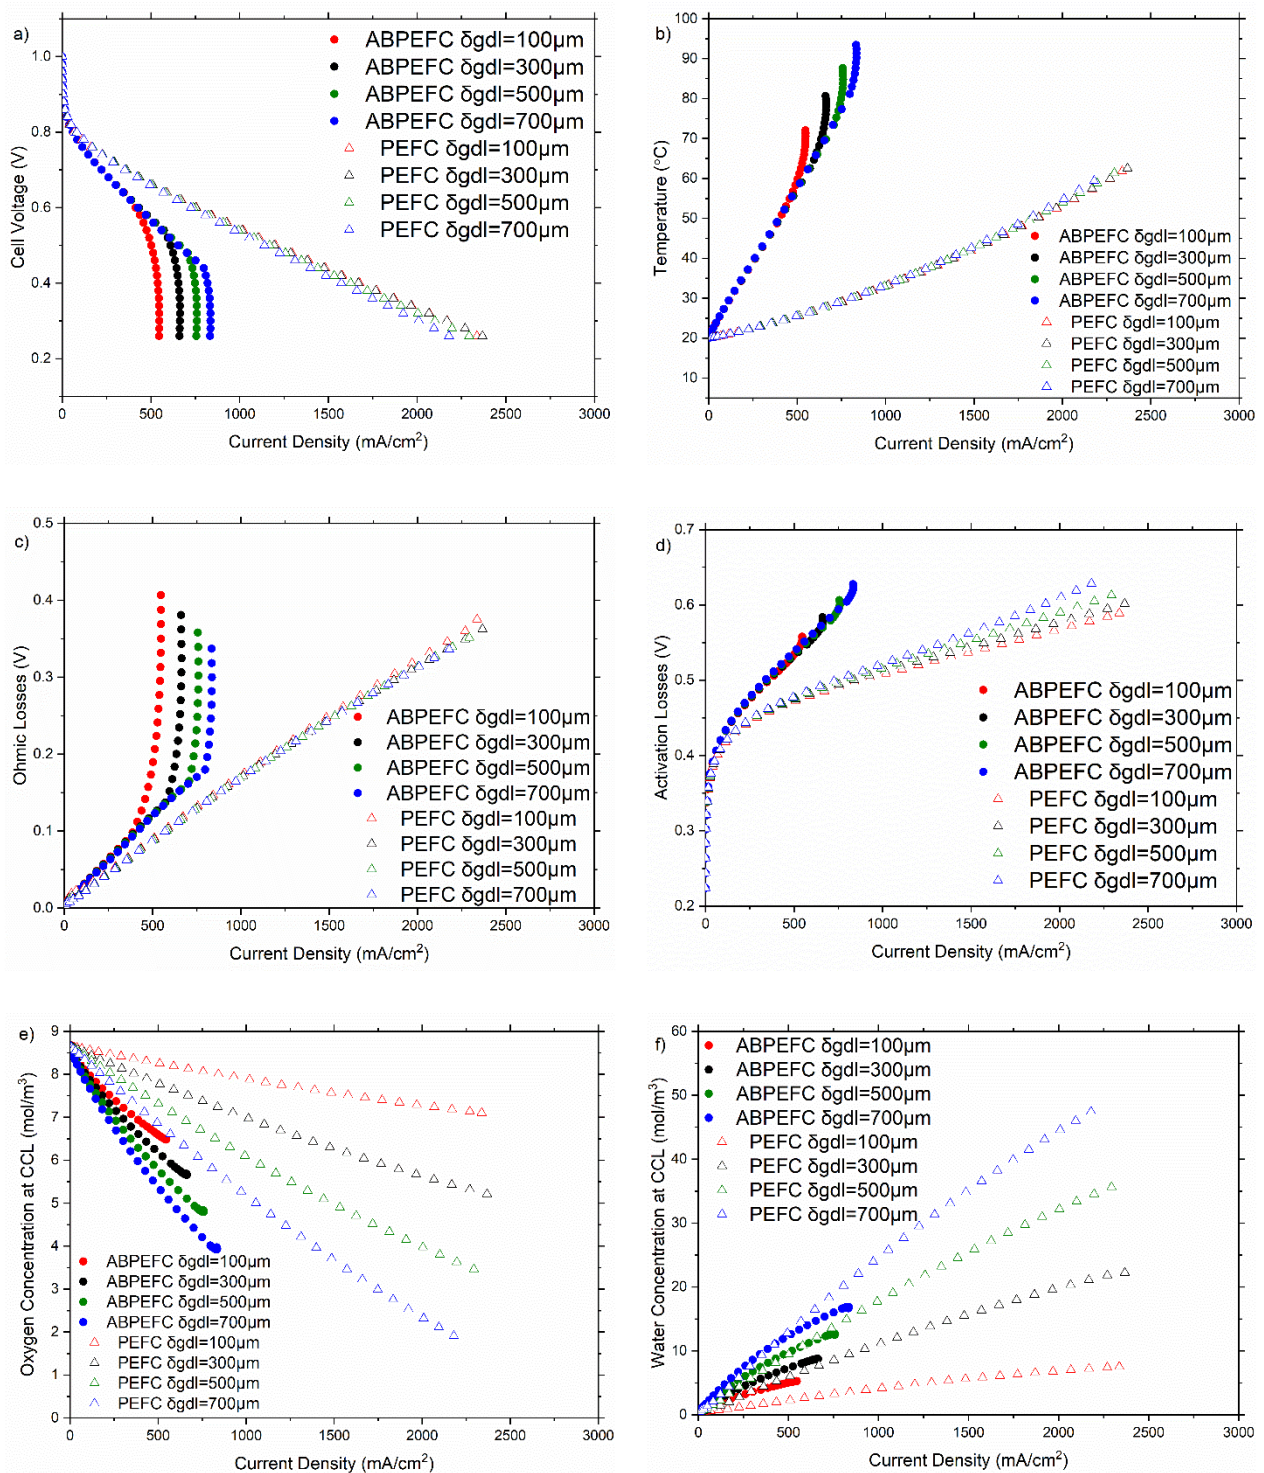 a)
ABPEFC δgdl=100µm
ABPEFC δgdl=300µm
ABPEFC δgdl=500µm
ABPEFC δgdl=700µm
PEFC δgdl=100µm
PEFC δgdl=300µm
PEFC δgdl=500µm
PEFC δgdl=700µm
1.0
0.8
0.6
0.4
0.2
Cell Voltage (V)
0 500 1000 1500 2000 2500 3000
Current Density (mA/cm²)
b)
100
90
80
70
60
50
40
30
20
10
Temperature (°C)
ABPEFC δgdl=100µm
ABPEFC δgdl=300µm
ABPEFC δgdl=500µm
ABPEFC δgdl=700µm
PEFC δgdl=100µm
PEFC δgdl=300µm
PEFC δgdl=500µm
PEFC δgdl=700µm
0 500 1000 1500 2000 2500 3000
Current Density (mA/cm²)
c)
0.5
0.4
0.3
0.2
0.1
0.0
Ohmic Losses (V)
ABPEFC δgdl=100µm
ABPEFC δgdl=300µm
ABPEFC δgdl=500µm
ABPEFC δgdl=700µm
PEFC δgdl=100µm
PEFC δgdl=300µm
PEFC δgdl=500µm
PEFC δgdl=700µm
0 500 1000 1500 2000 2500 3000
Current Density (mA/cm²)
d)
0.7
0.6
0.5
0.4
0.3
0.2
Activation Losses (V)
ABPEFC δgdl=100µm
ABPEFC δgdl=300µm
ABPEFC δgdl=500µm
ABPEFC δgdl=700µm
PEFC δgdl=100µm
PEFC δgdl=300µm
PEFC δgdl=500µm
PEFC δgdl=700µm
0 500 1000 1500 2000 2500 3000
Current Density (mA/cm²)
e)
9
8
7
6
5
4
3
2
1
0
Oxygen Concentration at CCL (mol/m³)
ABPEFC δgdl=100µm
ABPEFC δgdl=300µm
ABPEFC δgdl=500µm
ABPEFC δgdl=700µm
PEFC δgdl=100µm
PEFC δgdl=300µm
PEFC δgdl=500µm
PEFC δgdl=700µm
0 500 1000 1500 2000 2500 3000
Current Density (mA/cm²)
f)
60
50
40
30
20
10
0
Water Concentration at CCL (mol/m³)
ABPEFC δgdl=100µm
ABPEFC δgdl=300µm
ABPEFC δgdl=500µm
ABPEFC δgdl=700µm
PEFC δgdl=100µm
PEFC δgdl=300µm
PEFC δgdl=500µm
PEFC δgdl=700µm
0 500 1000 1500 2000 2500 3000
Current Density (mA/cm²)